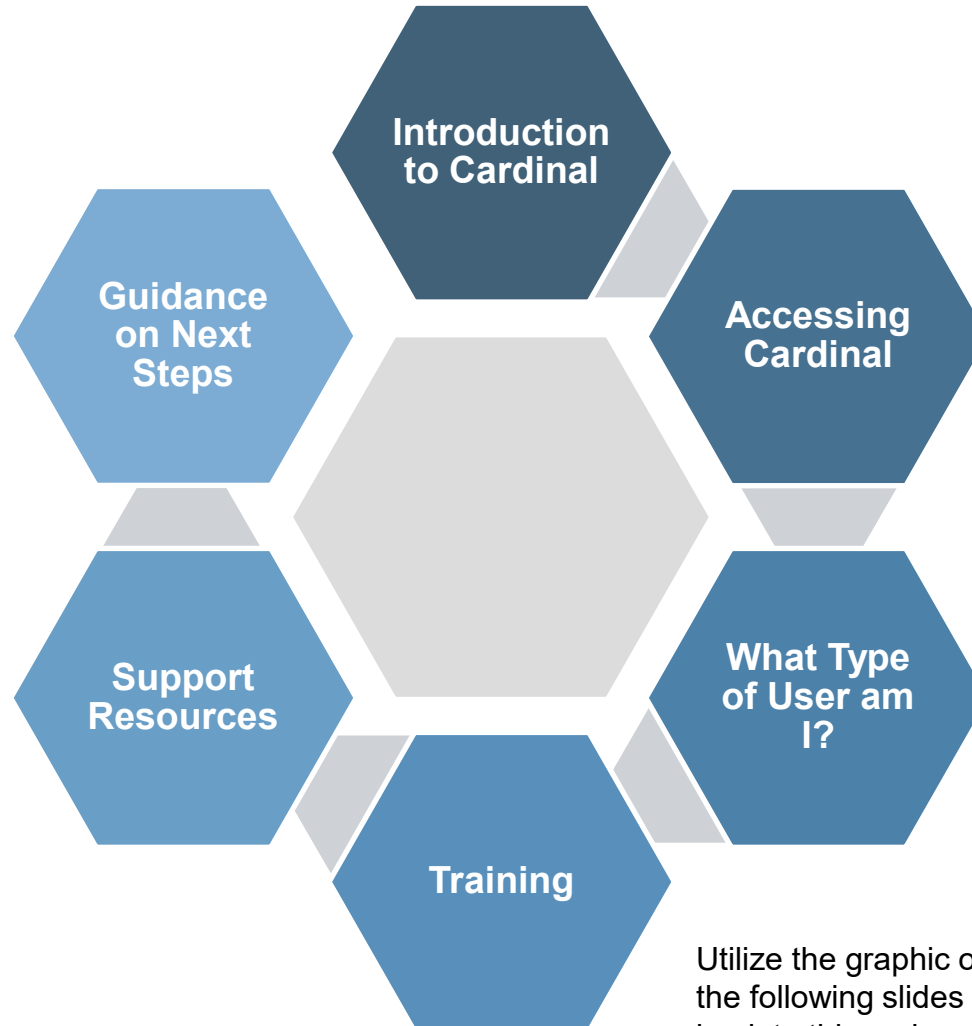 Introduction
to Cardinal
Accessing
Cardinal
What Type
of User am
I?
Training
Support
Resources
Guidance
on Next
Steps
Utilize the graphic
the following slides